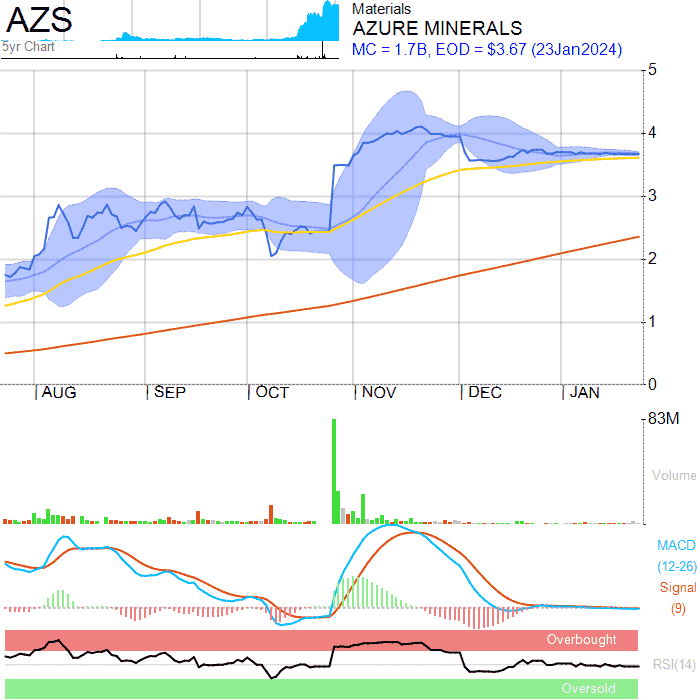 AZS
5yr Chart
Materials
AZURE MINERALS
MC = 1.7B, EOD = $3.67 (23Jan2024)
5
4
3
2
1
0
AUG
SEP
OCT
NOV
DEC
JAN
83M
Volume
MACD
(12-26)
Signal
(9)
Overbought
RSI(14)
Oversold